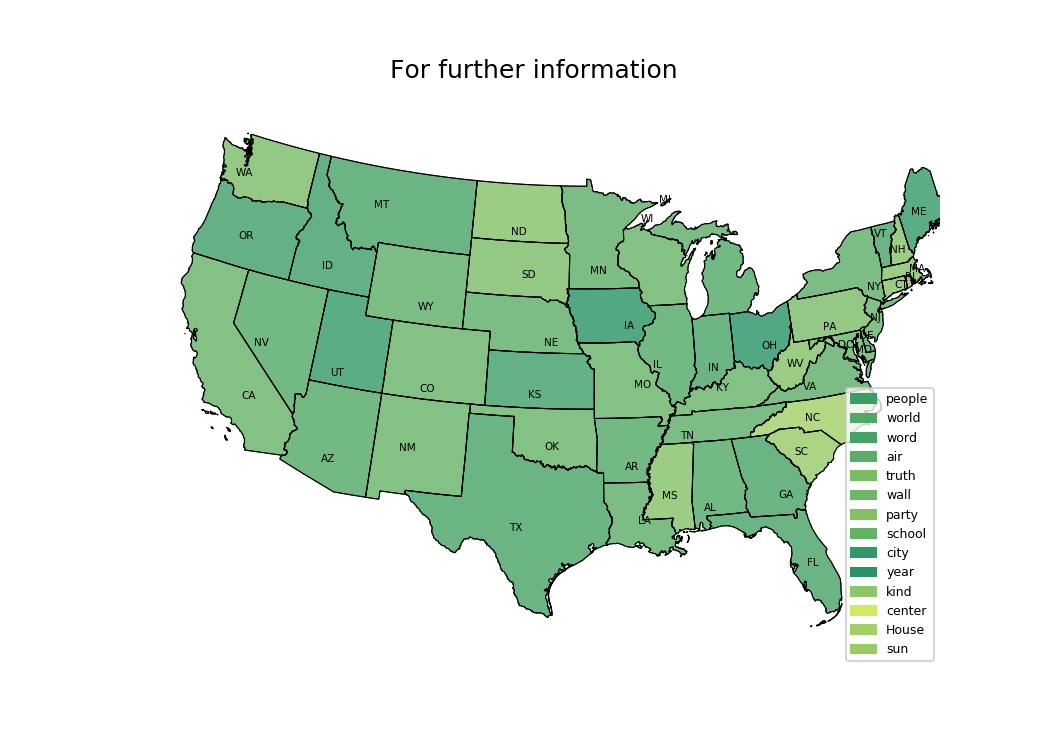 For further information
WA
OR
CA
ID
NV
MT
WY
UT
AZ
CO
NM
ND
SD
NE
KS
OK
TX
MN
IA
MO
AR
LA
WI
MI
IL
IN
OH
KY
TN
MS
AL
GA
FL
SC
NC
VA
WV
PA
NY
VT
NH
ME
MA
RI
CT
NJ
DE
MD
DC
people
world
word
air
truth
wall
party
school
city
year
kind
center
House
sun